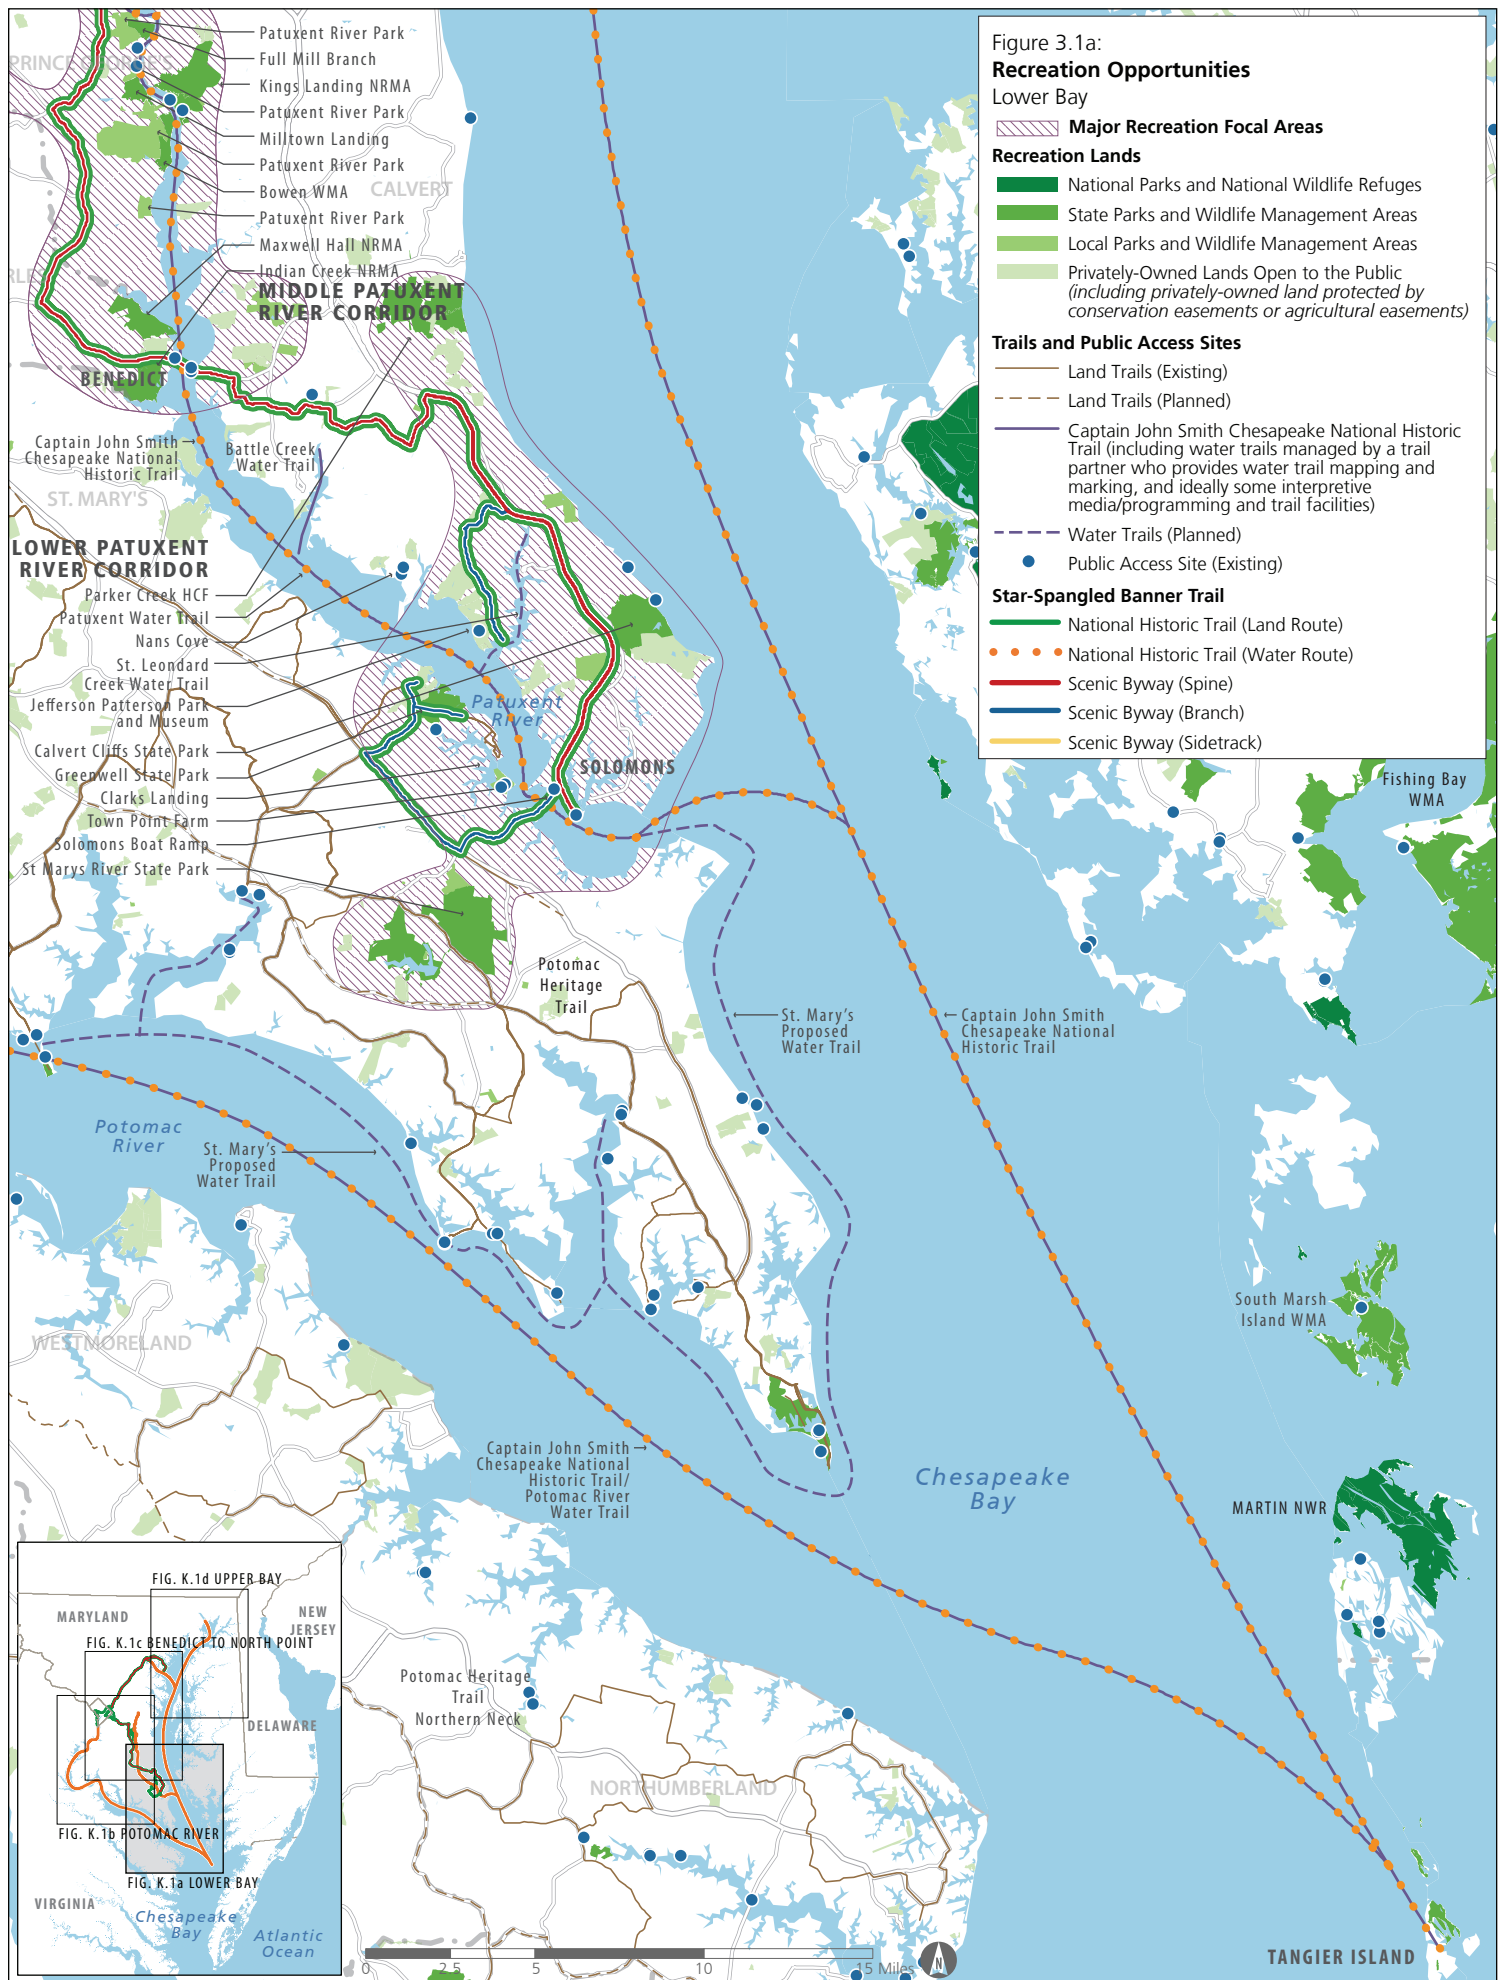 Patuxent River Park
Full Mill Branch
Kings Landing NRMA
Patuxent River Park
Milltown Landing
Patuxent River Park
Bowen WMA
Patuxent River Park
Maxwell Hall NRMA
Indian Creek NRMA
PRINCE GEORGE'S
CALVERT
MIDDLE PATUXENT
RIVER CORRIDOR
BENEDICT
Captain John Smith
Chesapeake National
Historic Trail
Battle Creek
Water Trail
ST. MARY'S
LOWER PATUXENT
RIVER CORRIDOR
Parker Creek HCF
Patuxent Water Trail
Nans Cove
St. Leondard
Creek Water Trail
Jefferson Patterson Park
and Museum
Calvert Cliffs State Park
Greenwell State Park
Clarks Landing
Town Point Farm
Solomons Boat Ramp
St Marys River State Park
Patuxent
River
SOLOMONS
Figure 3.1a:
Recreation Opportunities
Lower Bay
Major Recreation Focal Areas
Recreation Lands
National Parks and National Wildlife Refuges
State Parks and Wildlife Management Areas
Local Parks and Wildlife Management Areas
Privately-Owned Lands Open to the Public
(including privately-owned land protected by
conservation easements or agricultural easements)
Trails and Public Access Sites
Land Trails (Existing)
Land Trails (Planned)
Captain John Smith Chesapeake National Historic
Trail (including water trails managed by a trail
partner who provides water trail mapping and
marking, and ideally some interpretive
media/programming and trail facilities)
Water Trails (Planned)
Public Access Site (Existing)
Star-Spangled Banner Trail
National Historic Trail (Land Route)
National Historic Trail (Water Route)
Scenic Byway (Spine)
Scenic Byway (Branch)
Scenic Byway (Sidetrack)
Fishing Bay
WMA
Potomac
Heritage
Trail
St. Mary's
Proposed
Water Trail
Captain John Smith
Chesapeake National
Historic Trail
Potomac
River
St. Mary's
Proposed
Water Trail
South Marsh
Island WMA
WESTMORELAND
Captain John Smith
Chesapeake National
Historic Trail/
Potomac River
Water Trail
Chesapeake
Bay
MARTIN NWR
Potomac Heritage
Trail
Northern Neck
NORTHUMBERLAND
TANGIER ISLAND
FIG. K.1d UPPER BAY
MARYLAND
NEW
JERSEY
FIG. K.1c BENEDICT TO NORTH POINT
DELAWARE
FIG. K.1b POTOMAC RIVER
FIG. K.1a LOWER BAY
VIRGINIA
Chesapeake
Bay
Atlantic
Ocean
0 2.5 5 10 15 Miles
N